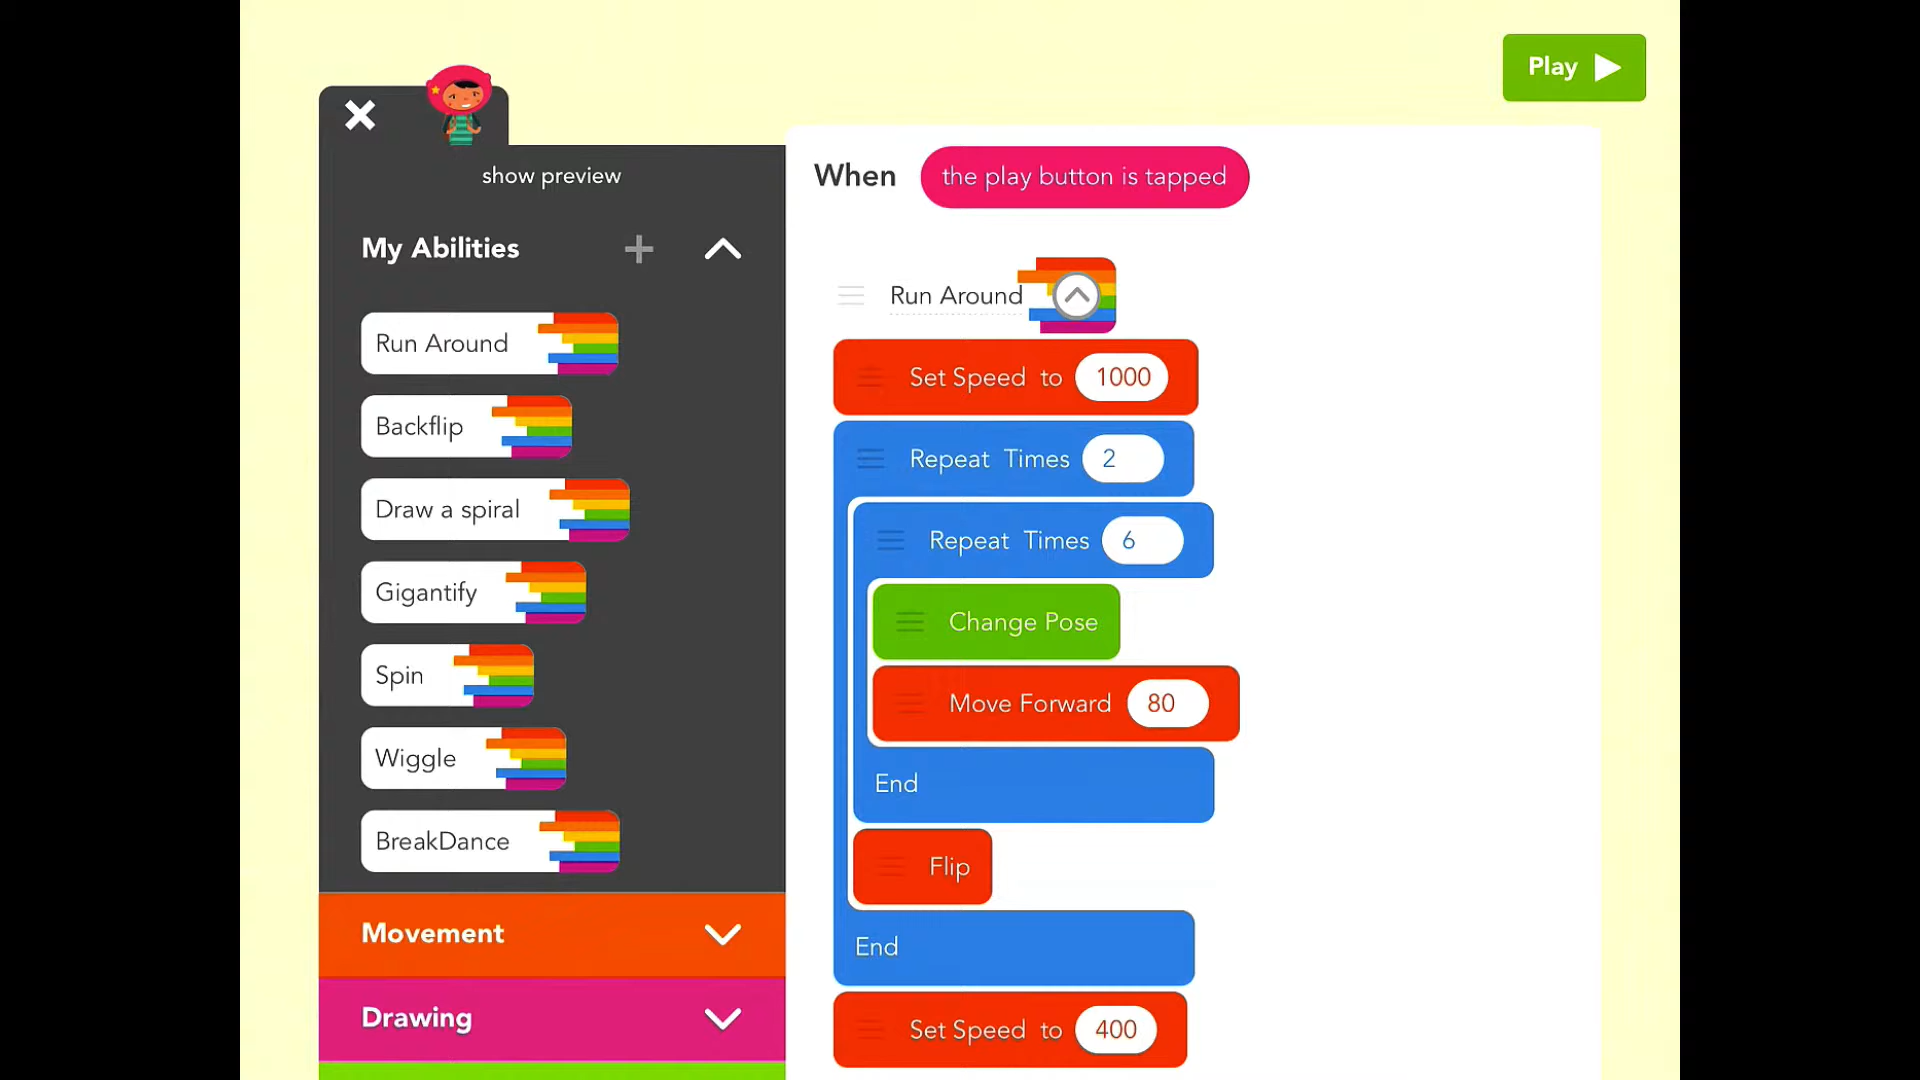 Play
show preview
When the play button is tapped
My Abilities
Run Around
Backflip
Draw a spiral
Gigantify
Spin
Wiggle
BreakDance
Movement
Drawing
Run Around
Set Speed to 1000
Repeat Times 2
Repeat Times 6
Change Pose
Move Forward 80
End
Flip
End
Set Speed to 400